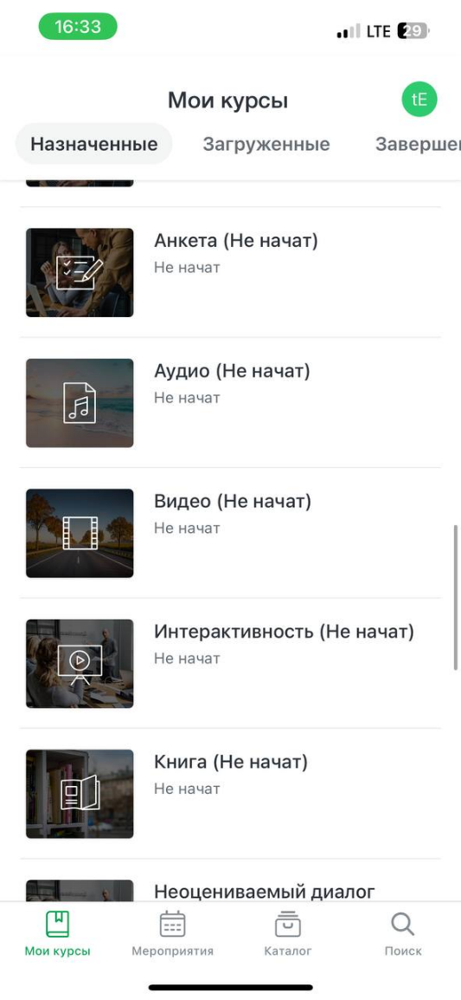 16:33
LTE 29
Мои курсы
tE
Назначенные Загруженные Заверше
Анкета (Не начат)
Не начат
Аудио (Не начат)
Не начат
Видео (Не начат)
Не начат
Интерактивность (Не начат)
Не начат
Книга (Не начат)
Не начат
Неоцениваемый диалог
Мои курсы Мероприятия Каталог Поиск